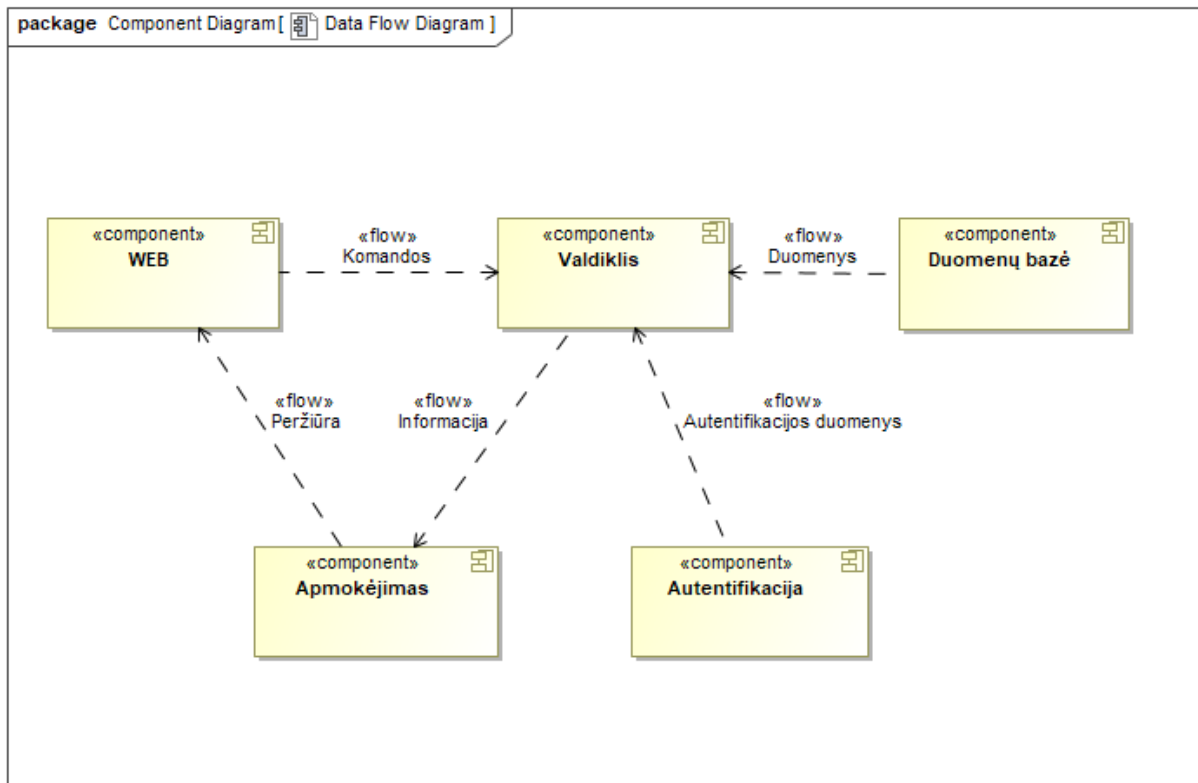 package Component Diagram [ Data Flow Diagram ]
«component»
WEB
«flow»
Komandos
«component»
Valdiklis
«flow»
Duomenys
«component»
Duomenų bazė
«flow»
Peržiūra
«flow»
Informacija
«flow»
Autentifikacijos duomenys
«component»
Apmokėjimas
«component»
Autentifikacija